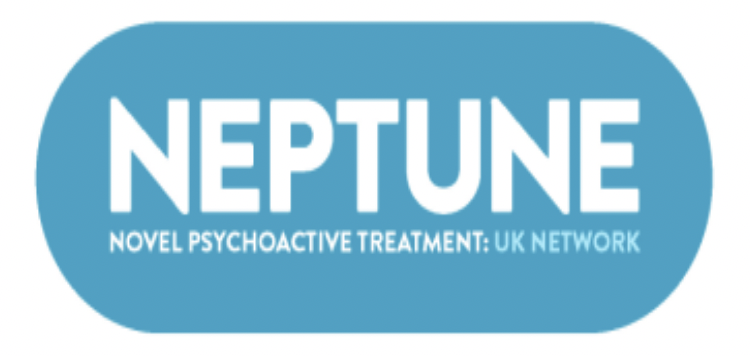 NEPTUNE
NOVEL PSYCHOACTIVE TREATMENT: UK NETWORK